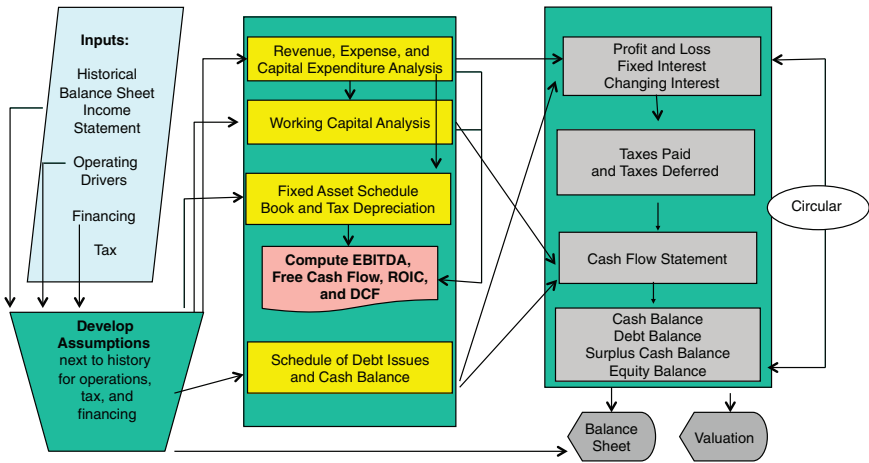 Inputs:
Historical
Balance Sheet
Income
Statement
Operating
Drivers
Financing
Tax
Develop
Assumptions
next to history
for operations,
tax, and
financing
Revenue, Expense, and
Capital Expenditure Analysis
Working Capital Analysis
Fixed Asset Schedule
Book and Tax Depreciation
Compute EBITDA,
Free Cash Flow, ROIC,
and DCF
Schedule of Debt Issues
and Cash Balance
Profit and Loss
Fixed Interest
Changing Interest
Taxes Paid
and Taxes Deferred
Cash Flow Statement
Cash Balance
Debt Balance
Surplus Cash Balance
Equity Balance
Circular
Balance
Sheet
Valuation